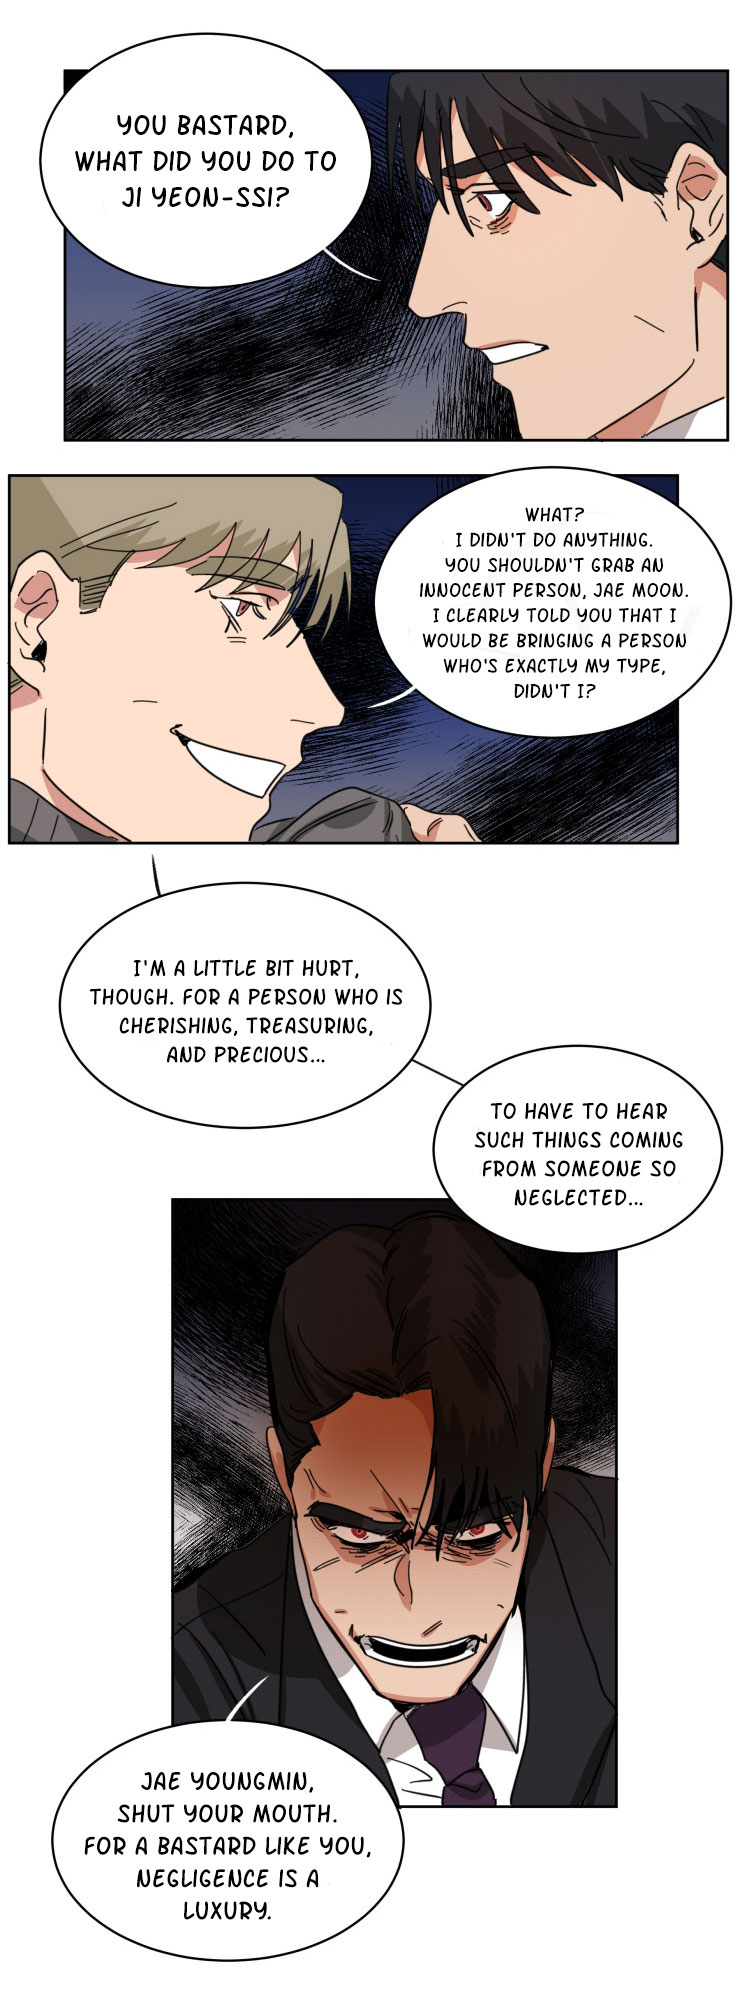 YOU BASTARD,
WHAT DID YOU DO TO
JI YEON-SSI?
WHAT?
I DIDN'T DO ANYTHING.
YOU SHOULDN'T GRAB AN
INNOCENT PERSON, JAE MOON.
I CLEARLY TOLD YOU THAT I
WOULD BE BRINGING A PERSON
WHO'S EXACTLY MY TYPE,
DIDN'T I?
I'M A LITTLE BIT HURT,
THOUGH. FOR A PERSON WHO IS
CHERISHING, TREASURING,
AND PRECIOUS...
TO HAVE TO HEAR
SUCH THINGS COMING
FROM SOMEONE SO
NEGLECTED...
JAE YOUNGMIN,
SHUT YOUR MOUTH.
FOR A BASTARD LIKE YOU,
NEGLIGENCE IS A
LUXURY.